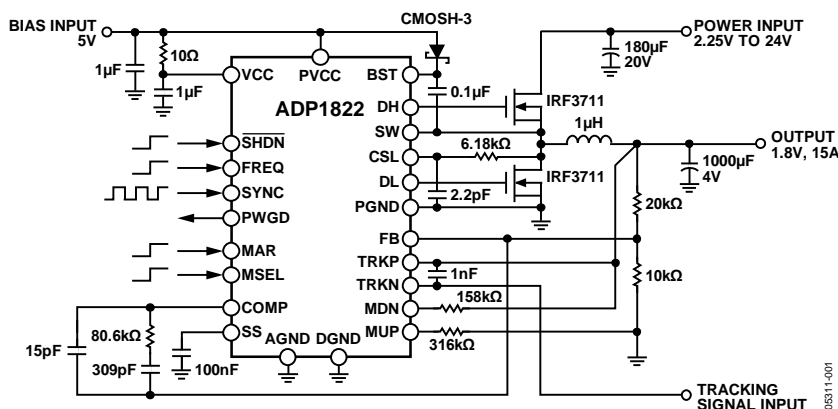 CMOSH-3
BIAS INPUT
5V
POWER INPUT
2.25V TO 24V
10Ω
180µF
20V
1µF
1µF
VCC
PVCC
BST
ADP1822
0.1µF
IRF3711
DH
1µH
SW
SHDN
6.18kΩ
OUTPUT
1.8V, 15A
CSL
FREQ
IRF3711
1000µF
4V
DL
SYNC
2.2pF
PGND
20kΩ
PWGD
FB
MAR
TRKP
MSEL
1nF
10kΩ
TRKN
COMP
MDN
158kΩ
80.6kΩ
SS
MUP
316kΩ
AGND
DGND
15pF
309pF
100nF
TRACKING
SIGNAL INPUT
05311-001